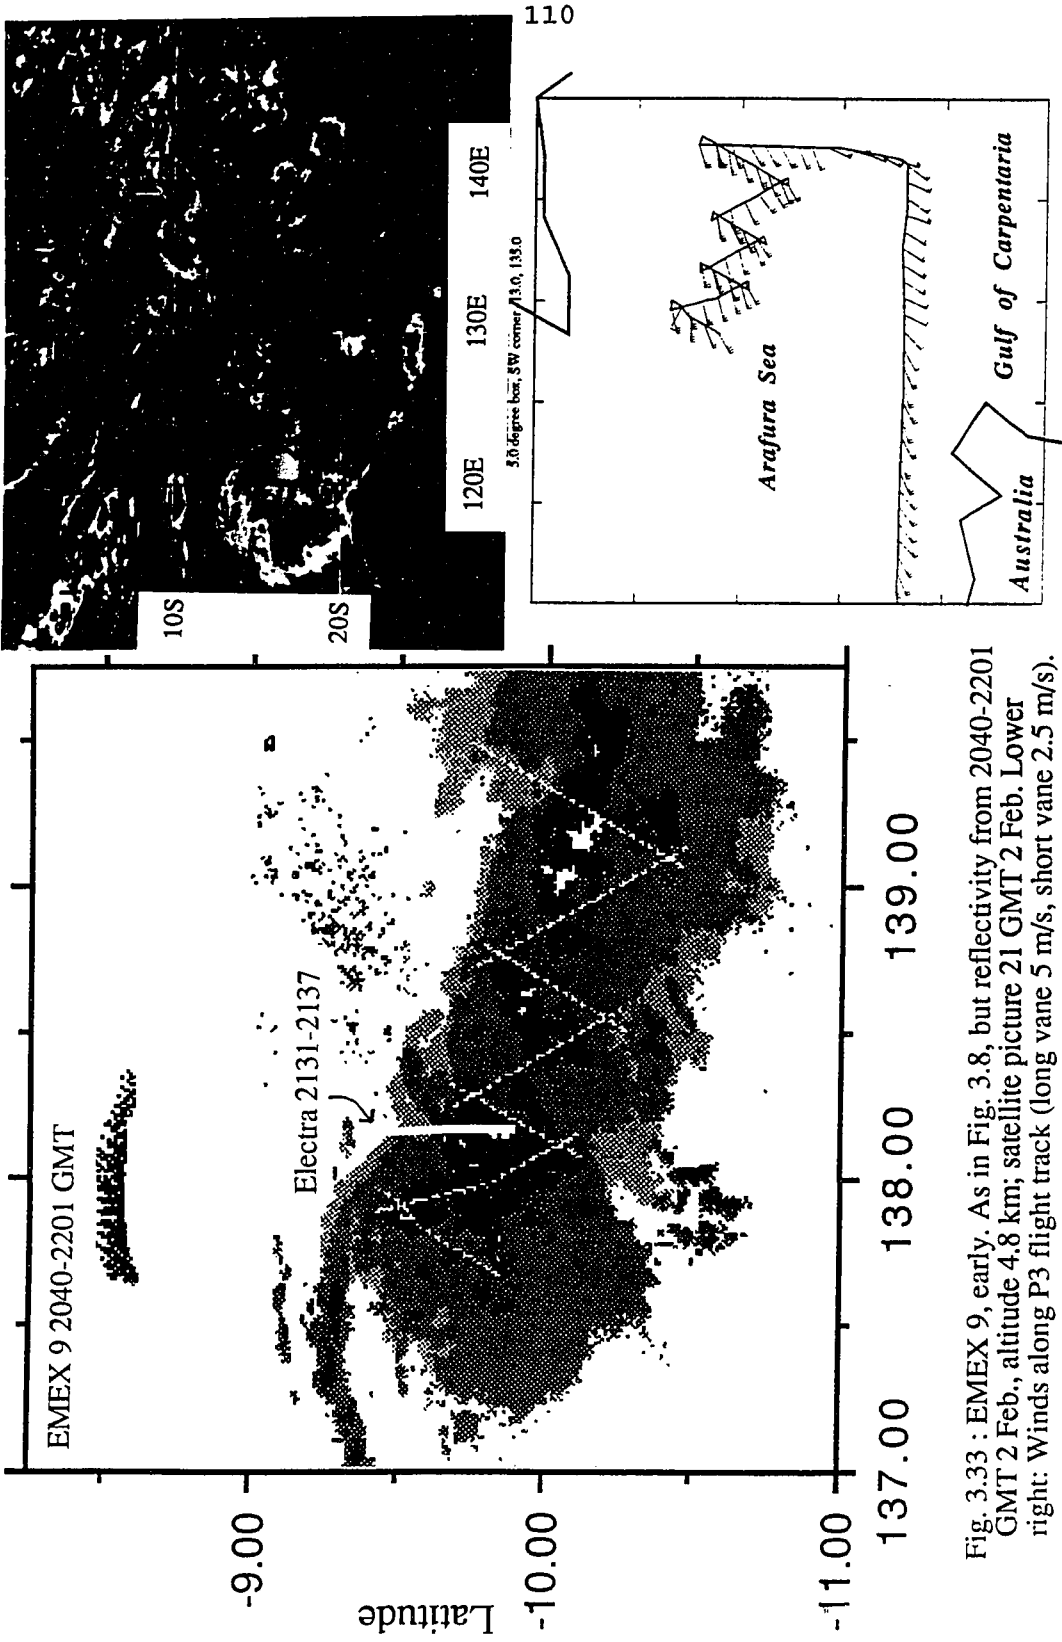 110
EMEX 9 2040-2201 GMT
Electra 2131-2137
Latitude
-9.00
-10.00
-11.00
137.00
138.00
139.00
10S
20S
120E
130E
140E
5.0 degree box, SW corner /13.0, 135.0
Arafura Sea
Gulf of Carpentaria
Australia
Fig. 3.33 : EMEX 9, early. As in Fig. 3.8, but reflectivity from 2040-2201
GMT 2 Feb., altitude 4.8 km; satellite picture 21 GMT 2 Feb. Lower
right: Winds along P3 flight track (long vane 5 m/s, short vane 2.5 m/s).